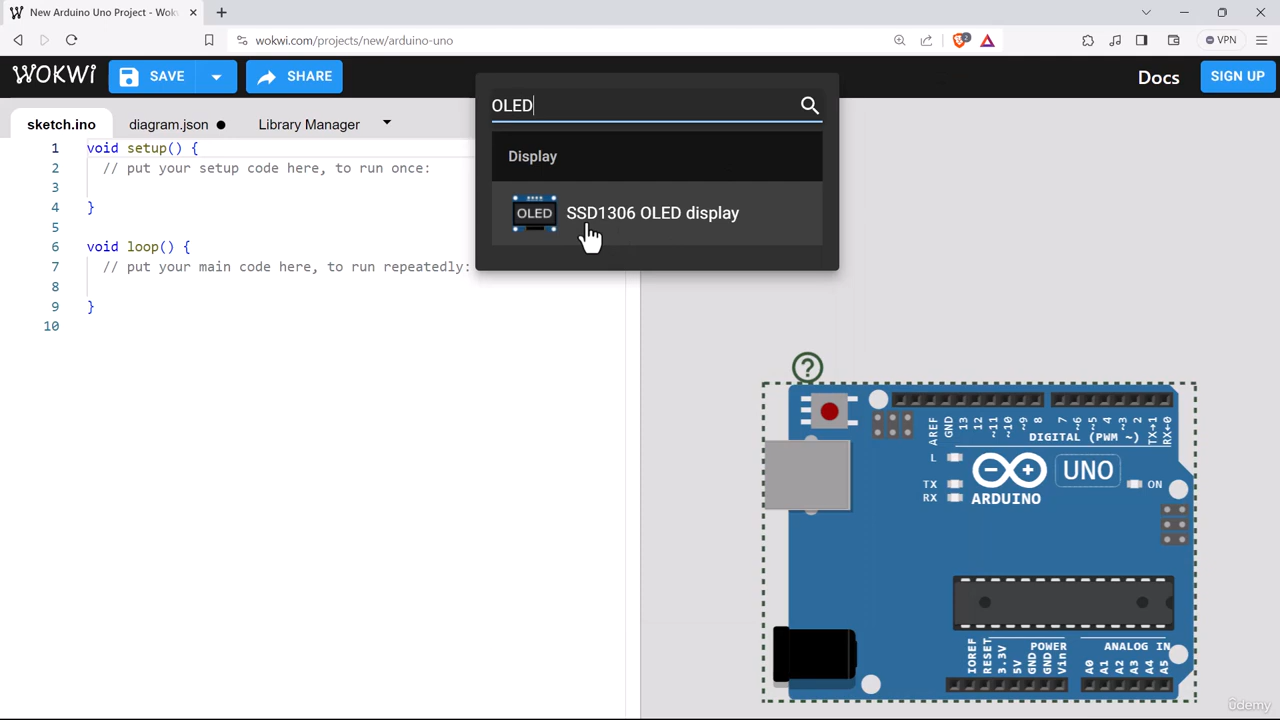 New Arduino Uno Project - Wok
wokwi.com/projects/new/arduino-uno
2
VPN
WOKWI
SAVE
SHARE
Docs
SIGN UP
OLED
sketch.ino
diagram.json
Library Manager
Display
OLED
SSD1306 OLED display
1 void setup() {
2 // put your setup code here, to run once:
3
4 }
5
6 void loop() {
7 // put your main code here, to run repeatedly:
8
9 }
10
?
AREF
GND
13
12
~11
~10
~9
8
7
~6
~5
4
~3
2
TX→1
RX←0
DIGITAL (PWM ~)
L
TX
RX
UNO
ARDUINO
ON
POWER
ANALOG IN
IOREF
RESET
3.3V
5V
GND
GND
Vin
A0
A1
A2
A3
A4
A5
ûdemy